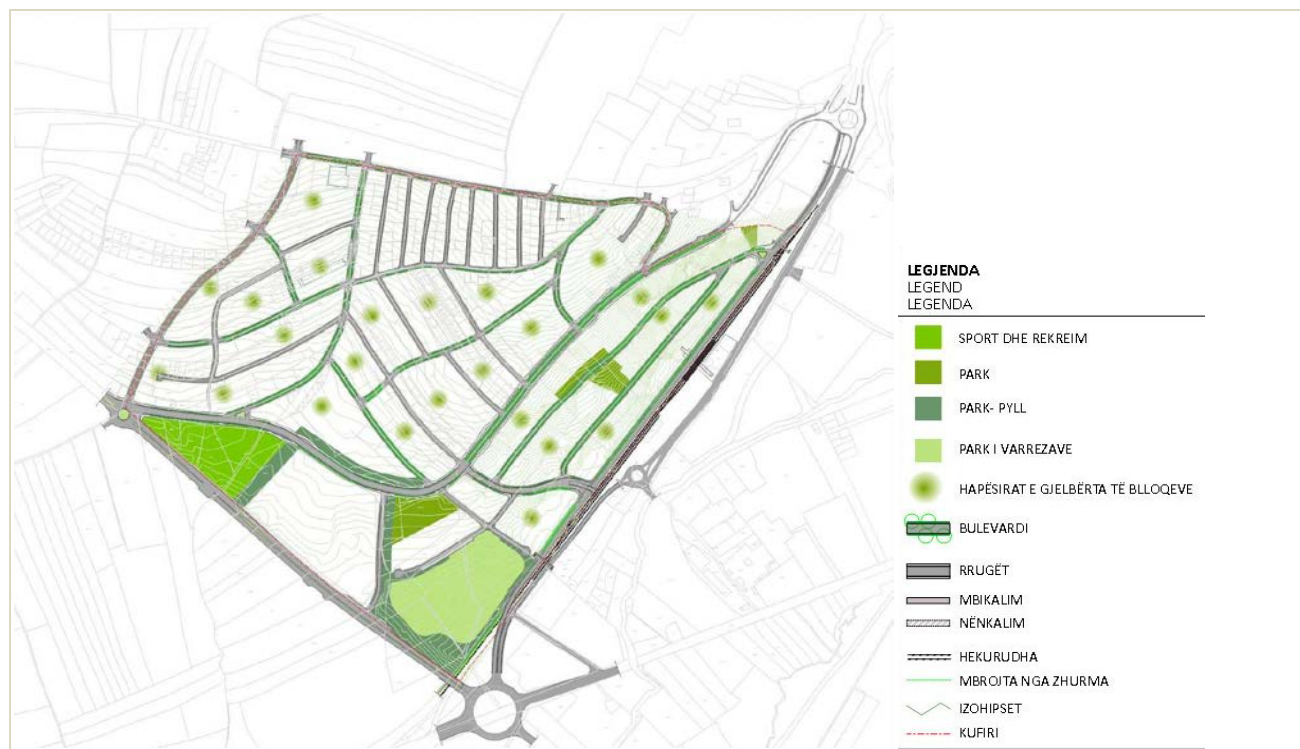 LEGJENDA
LEGEND
LEGENDA
SPORT DHE REKREIM
PARK
PARK- PYLL
PARK I VARREZAVE
HAPËSIRAT E GJELBËRTA TË BLLOQEVE
BULEVARDI
RRUGËT
MBIKALIM
NËNKALIM
HEKURUDHA
MBROJTA NGA ZHURMA
IZOHIPSET
KUFIRI